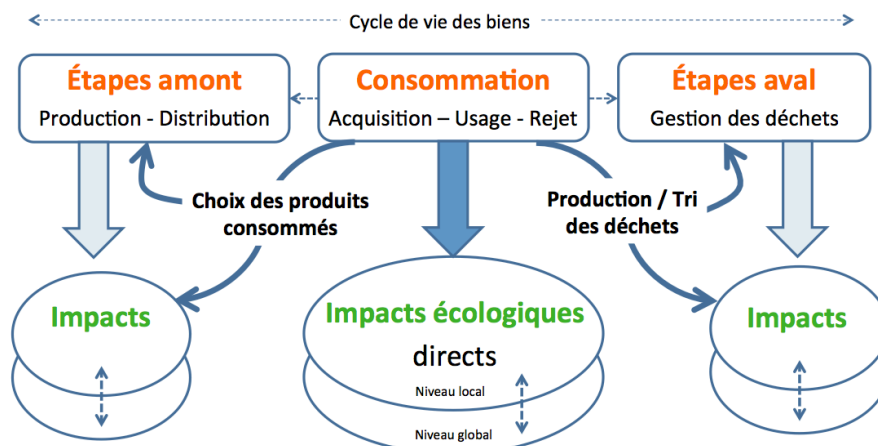 Cycle de vie des biens
Étapes amont
Production - Distribution
Consommation
Acquisition – Usage - Rejet
Étapes aval
Gestion des déchets
Choix des produits
consommés
Production / Tri
des déchets
Impacts
Impacts écologiques
directs
Niveau local
Niveau global
Impacts